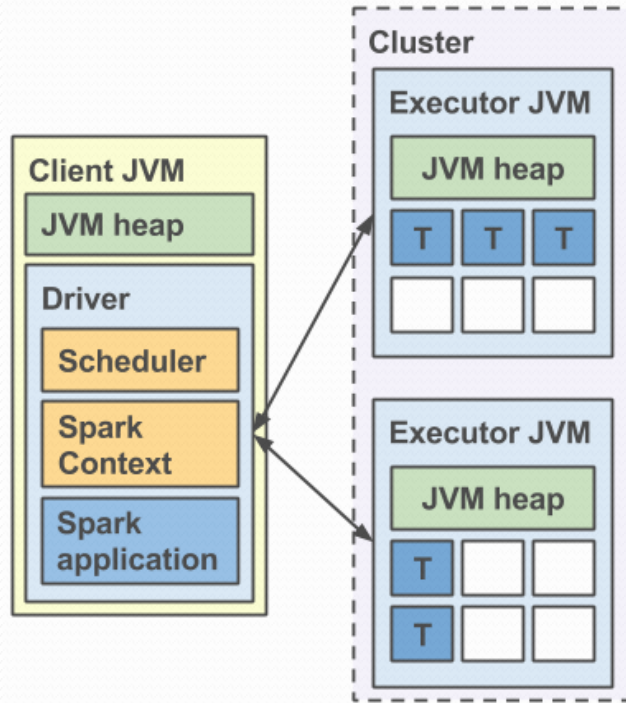 Client JVM
JVM heap
Driver
Scheduler
Spark
Context
Spark
application
Cluster
Executor JVM
JVM heap
T T T
Executor JVM
JVM heap
T
T